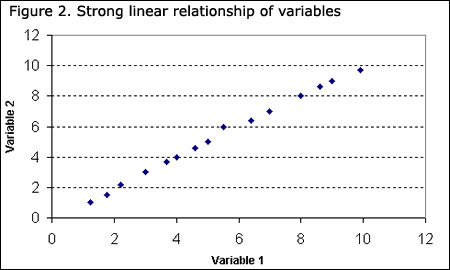 Figure 2. Strong linear relationship of variables
12
10
8
6
4
2
0
Variable 2
0 2 4 6 8 10 12
Variable 1